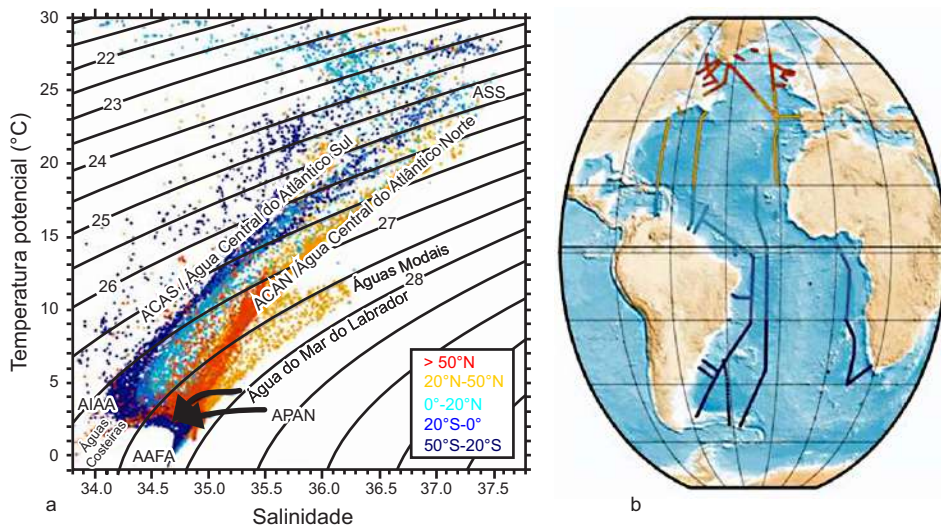 Temperatura potencial (°C)
30
25
20
15
10
5
0
22
23
24
25
26
27
28
ASS
ACAS / Água Central do Atlântico Sul
ACAN / Água Central do Atlântico Norte
Águas Modais
Água do Mar do Labrador
AIAA
Águas
Costeiras
AAFA
APAN
> 50°N
20°N-50°N
0°-20°N
20°S-0°
50°S-20°S
34.0
34.5
35.0
35.5
36.0
36.5
37.0
37.5
Salinidade
a
b